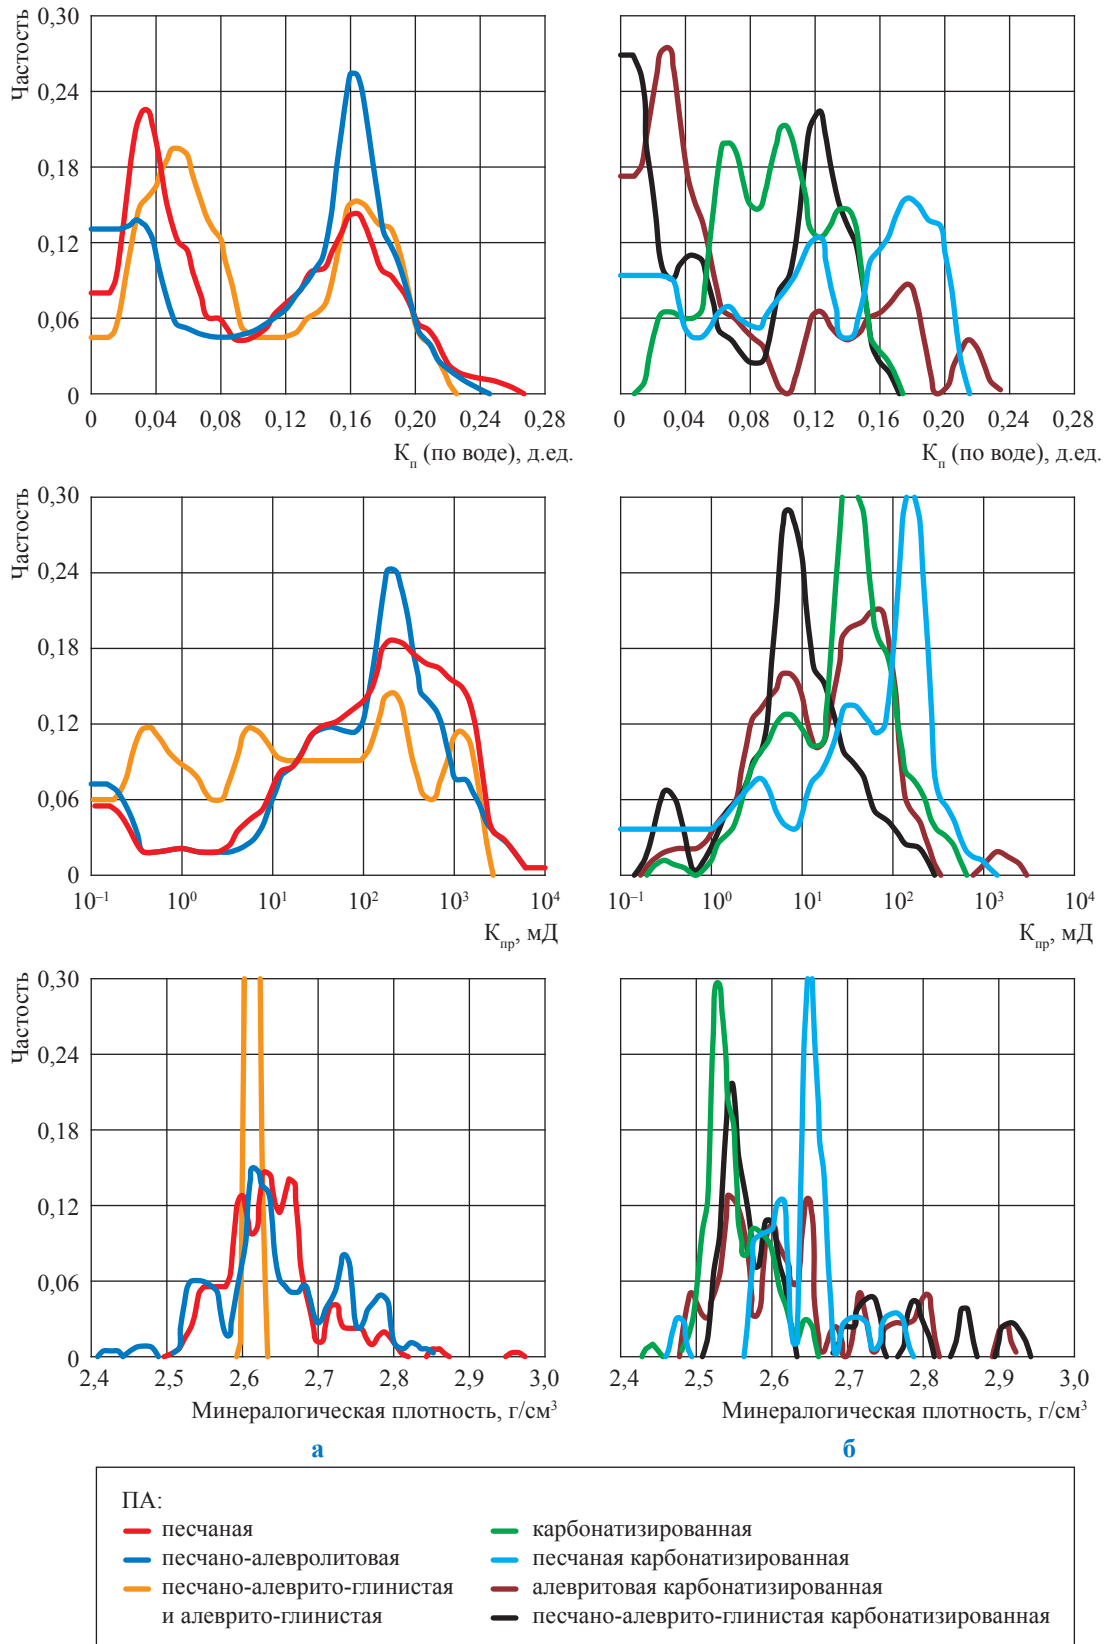 Частость
0,30
0,24
0,18
0,12
0,06
0
0 0,04 0,08 0,12 0,16 0,20 0,24 0,28
Кп (по воде), д.ед.
0 0,04 0,08 0,12 0,16 0,20 0,24 0,28
Кп (по воде), д.ед.
Частость
Частость
0,30
0,24
0,18
0,12
0,06
0
10⁻¹ 10⁰ 10¹ 10² 10³ 10⁴
Кпр, мД
Частость
10⁻¹ 10⁰ 10¹ 10² 10³ 10⁴
Кпр, мД
Частость
0,30
0,24
0,18
0,12
0,06
0
2,4 2,5 2,6 2,7 2,8 2,9 3,0
Минералогическая плотность, г/см³
а
Частость
2,4 2,5 2,6 2,7 2,8 2,9 3,0
Минералогическая плотность, г/см³
б
ПА:
песчаная
песчано-алевролитовая
песчано-алеврито-глинистая
и алеврито-глинистая
карбонатизированная
песчаная карбонатизированная
алевритовая карбонатизированная
песчано-алеврито-глинистая карбонатизированная